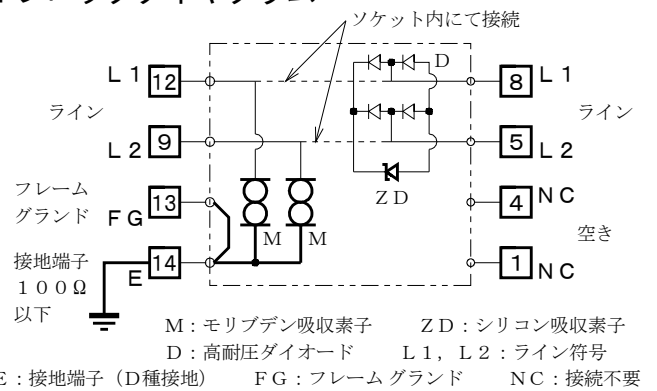 ソケット内にて接続
L1 12 D 8 L1
ライン ライン
L2 9 5 L2
ZD
フレーム
グランド FG 13 4 NC
M M 空き
接地端子 14 1 NC
100Ω E
以下
M：モリブデン吸収素子 ZD：シリコン吸収素子
D：高耐圧ダイオード L1，L2：ライン符号
E：接地端子（D種接地） FG：フレームグランド NC：接続不要